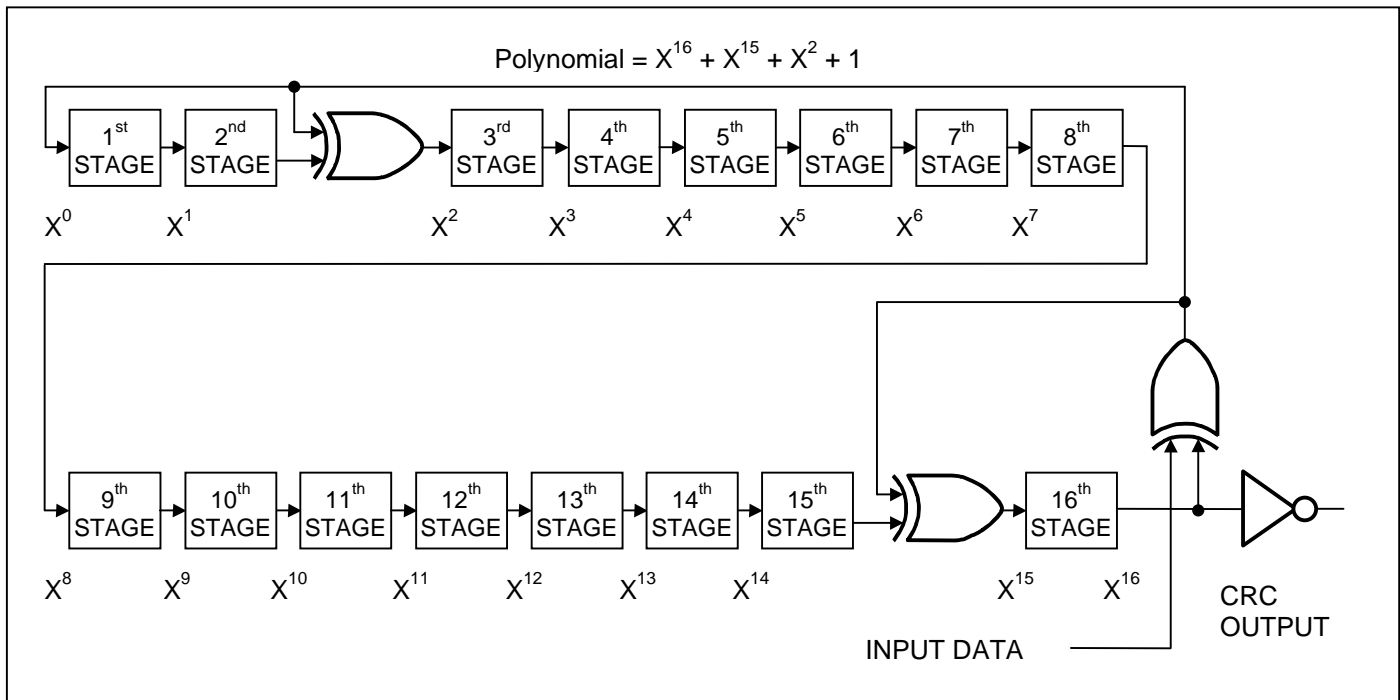 Polynomial = X¹⁶ + X¹⁵ + X² + 1
1ˢᵗ STAGE
2ⁿᵈ STAGE
3ʳᵈ STAGE
4ᵗʰ STAGE
5ᵗʰ STAGE
6ᵗʰ STAGE
7ᵗʰ STAGE
8ᵗʰ STAGE
X⁰ X¹ X² X³ X⁴ X⁵ X⁶ X⁷
9ᵗʰ STAGE
10ᵗʰ STAGE
11ᵗʰ STAGE
12ᵗʰ STAGE
13ᵗʰ STAGE
14ᵗʰ STAGE
15ᵗʰ STAGE
16ᵗʰ STAGE
X⁸ X⁹ X¹⁰ X¹¹ X¹² X¹³ X¹⁴ X¹⁵ X¹⁶
CRC
OUTPUT
INPUT DATA